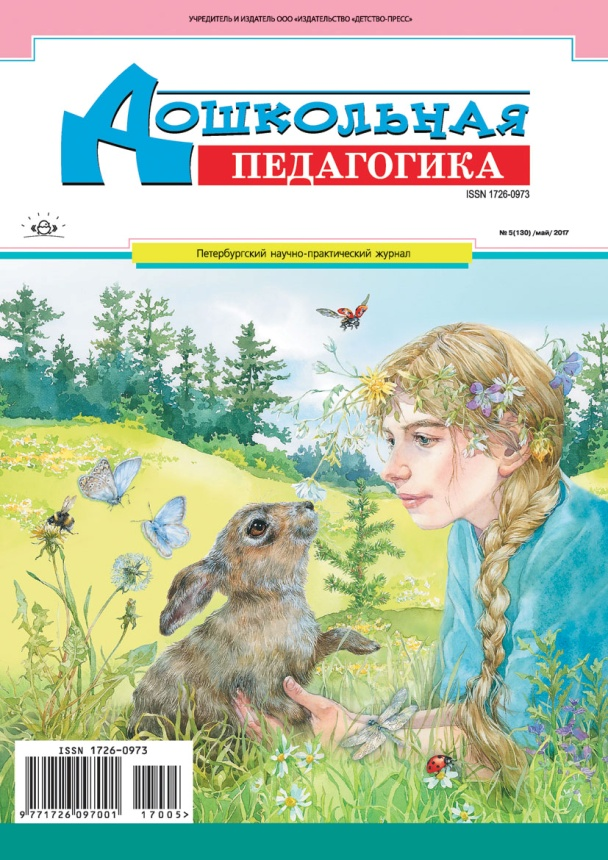 УЧРЕДИТЕЛЬ И ИЗДАТЕЛЬ ООО «ИЗДАТЕЛЬСТВО «ДЕТСТВО-ПРЕСС»
ДОШКОЛЬНАЯ
ПЕДАГОГИКА
ISSN 1726-0973
№ 5(130) /май/ 2017
Петербургский научно-практический журнал
ISSN 1726-0973
9 771726 097001 17005>